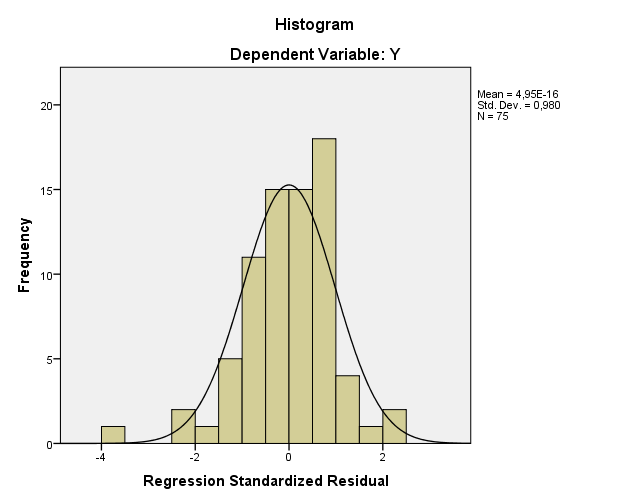 Histogram
Dependent Variable: Y
Mean = 4,95E-16
Std. Dev. = 0,980
N = 75
Frequency
20
15
10
5
0
-4 -2 0 2
Regression Standardized Residual